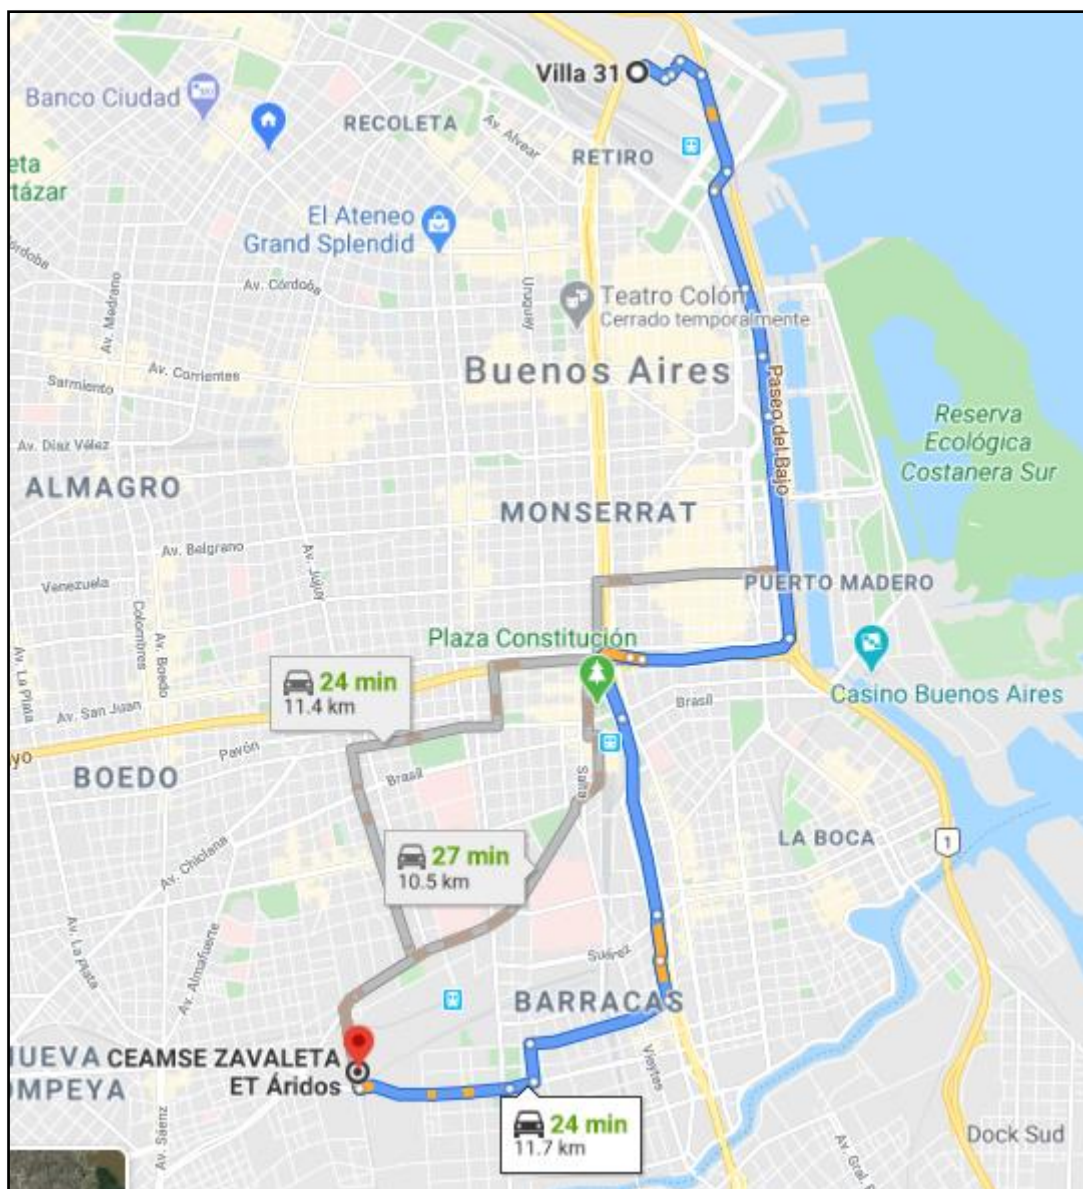 Villa 31
Banco Ciudad
RECOLETA
Av. Alvear
RETIRO
eta
tázar
El Ateneo
Grand Splendid
Córdoba
Av. Córdoba
Uruguay
Teatro Colón
Cerrado temporalmente
Av. Medrano
Av. Corrientes
Sarmiento
Buenos Aires
Paseo del Bajo
Reserva
Ecológica
Costanera Sur
Av. Díaz Vélez
ALMAGRO
MONSERRAT
Av. Belgrano
Av. Jujuy
Venezuela
PUERTO MADERO
Colombres
Av. Boedo
Plaza Constitución
Av. La Plata
24 min
11.4 km
Casino Buenos Aires
Brasil
Av. San Juan
Pavón
yo
BOEDO
Brasil
Salta
LA BOCA
1
27 min
10.5 km
Av. Chiclana
Av. La Plata
Av. Almafuerte
Suárez
BARRACAS
NUEVA
OMPEYA
CEAMSE ZAVALETA
ET Áridos
Vieytes
24 min
11.7 km
Av. Sáenz
Dock Sud
Av. Gral.